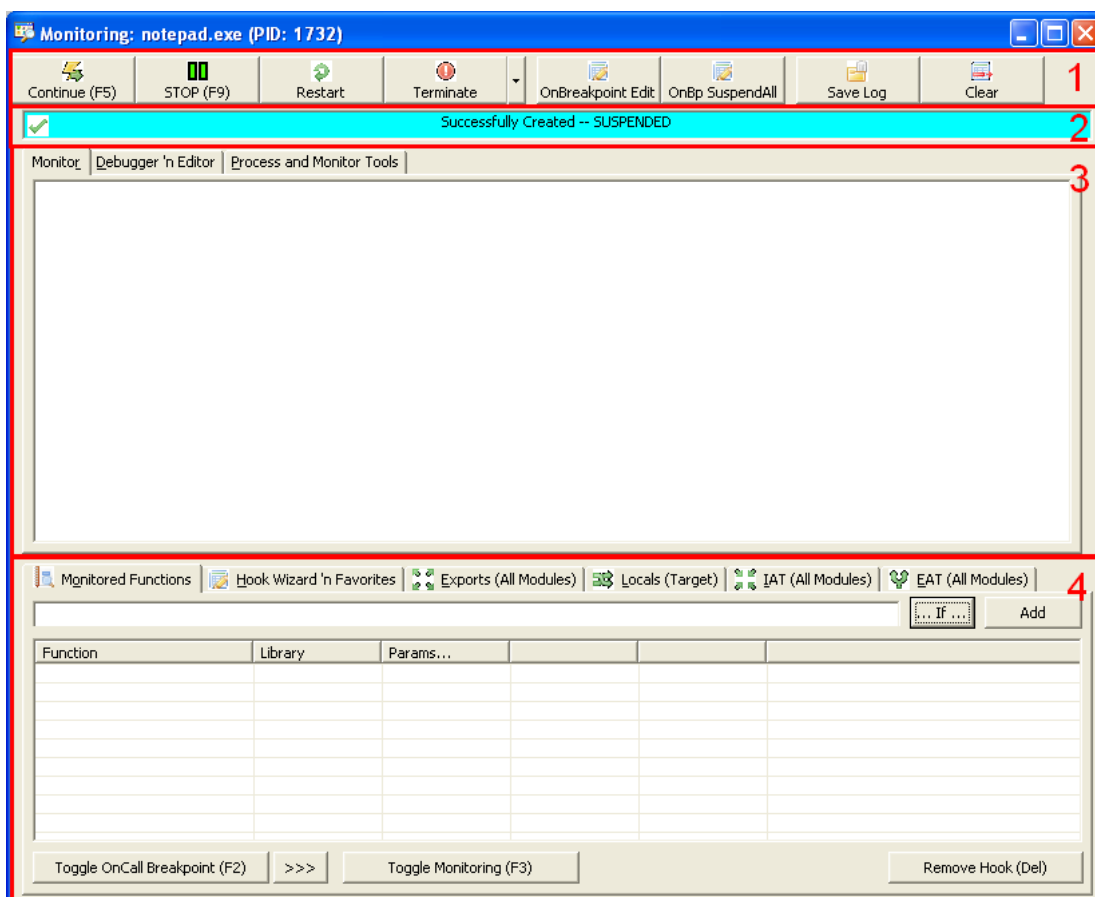 Monitoring: notepad.exe (PID: 1732)
Continue (F5) STOP (F9) Restart Terminate OnBreakpoint Edit OnBp SuspendAll Save Log Clear 1
Successfully Created -- SUSPENDED 2
Monitor Debugger 'n Editor Process and Monitor Tools 3
Monitored Functions Hook Wizard 'n Favorites Exports (All Modules) Locals (Target) IAT (All Modules) EAT (All Modules) 4
... If ... Add
Function Library Params...
Toggle OnCall Breakpoint (F2) >>> Toggle Monitoring (F3) Remove Hook (Del)